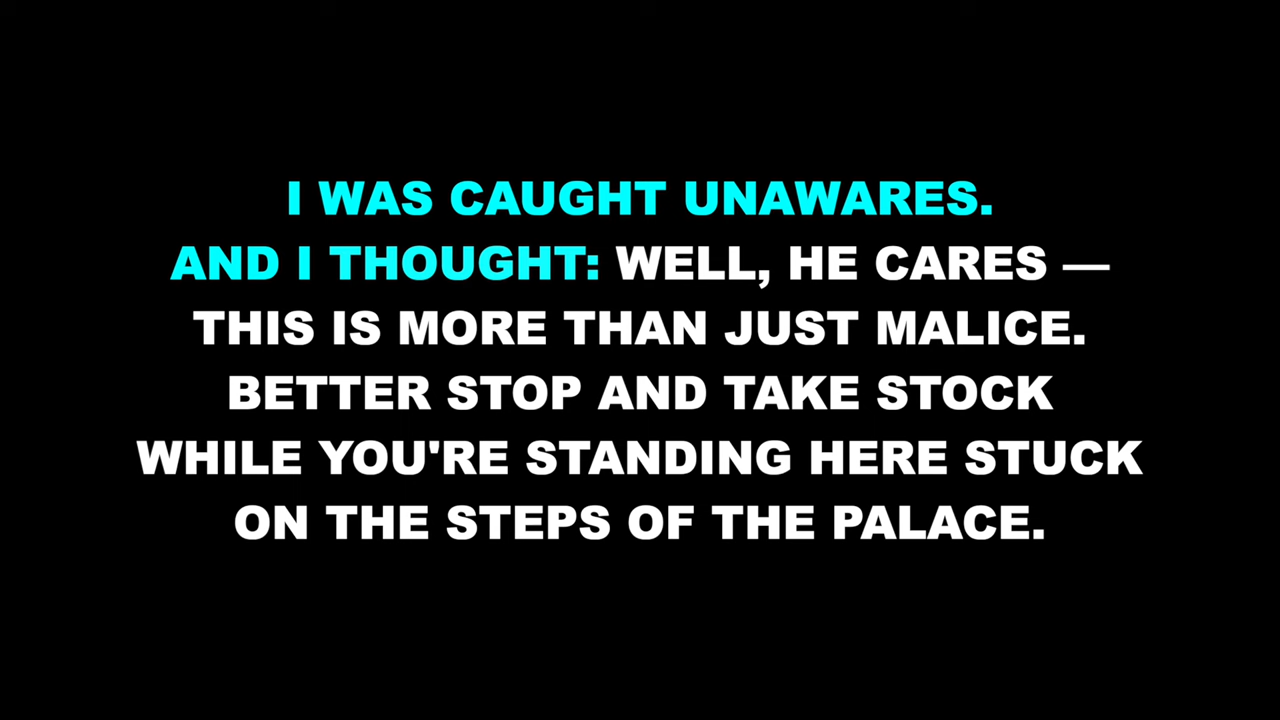 I WAS CAUGHT UNAWARES.
AND I THOUGHT: WELL, HE CARES —
THIS IS MORE THAN JUST MALICE.
BETTER STOP AND TAKE STOCK
WHILE YOU'RE STANDING HERE STUCK
ON THE STEPS OF THE PALACE.